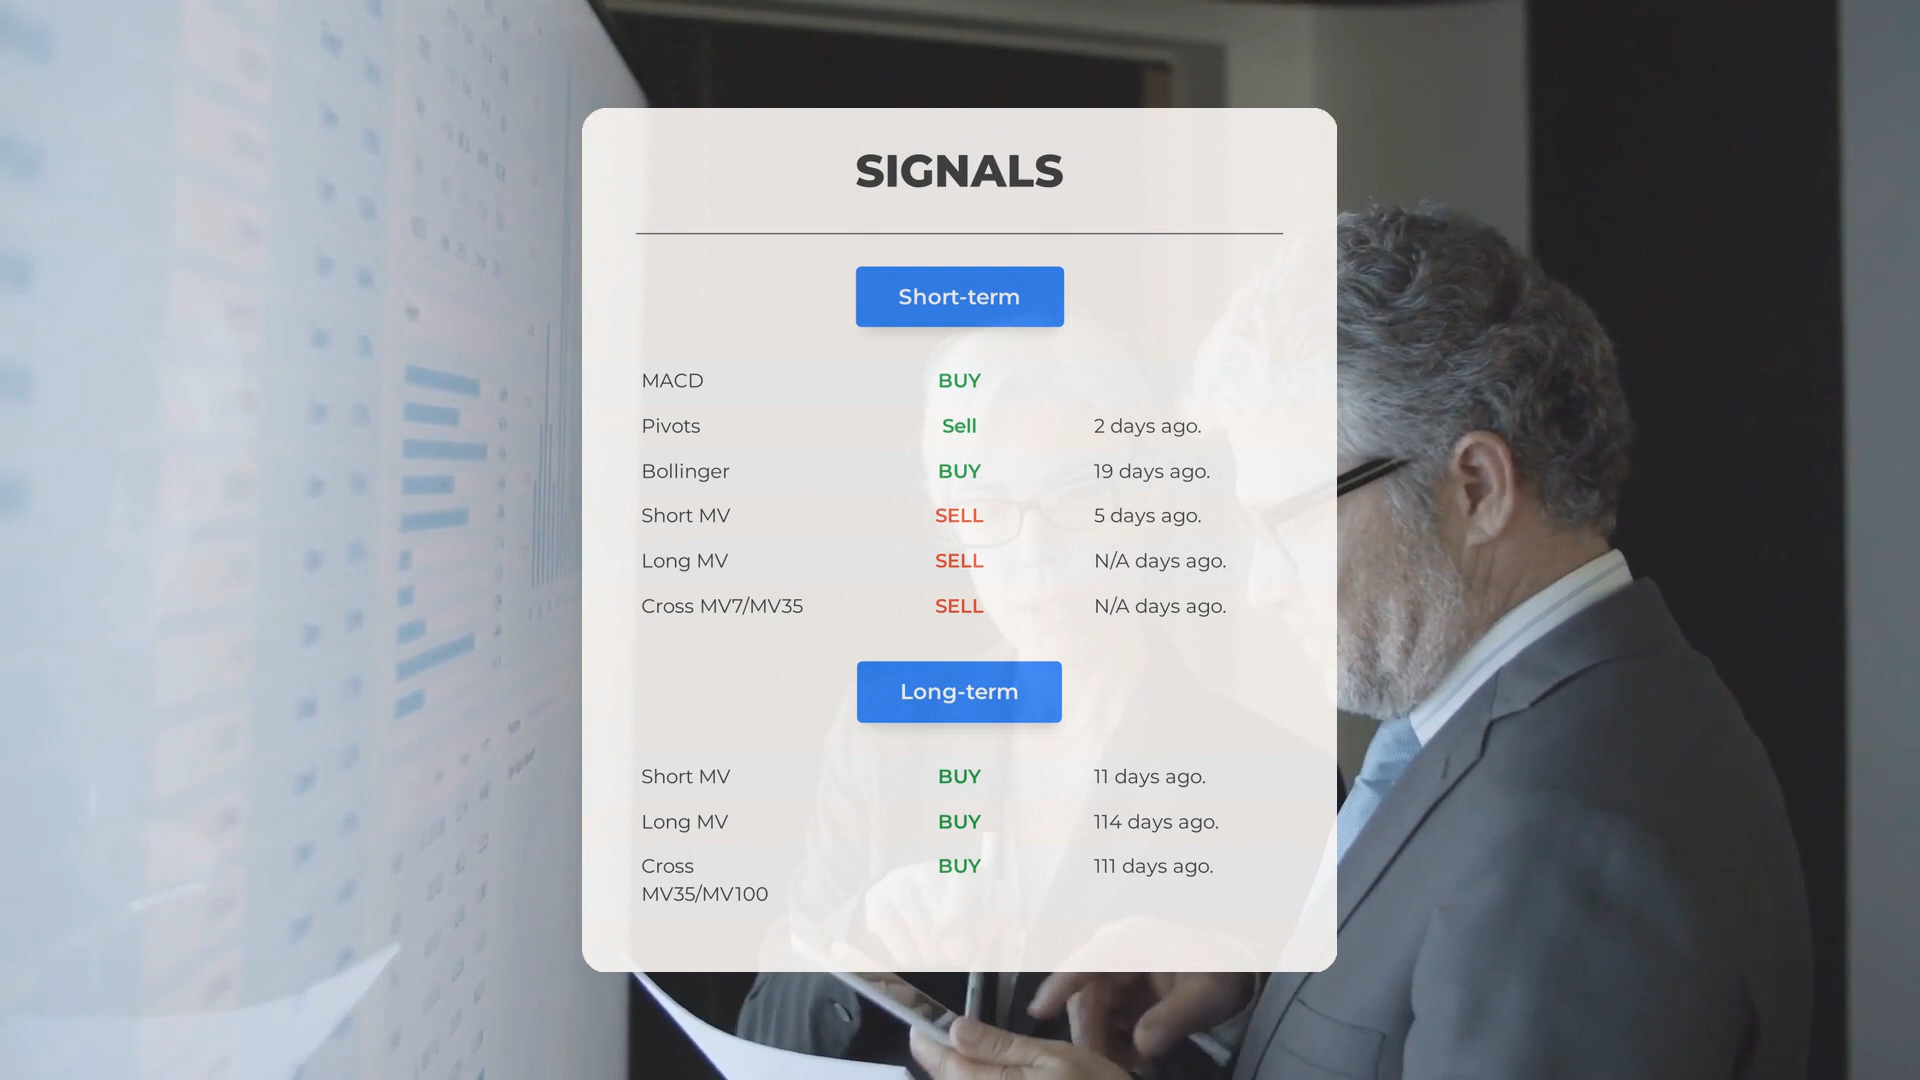 SIGNALS
Short-term
MACD BUY
Pivots Sell 2 days ago.
Bollinger BUY 19 days ago.
Short MV SELL 5 days ago.
Long MV SELL N/A days ago.
Cross MV7/MV35 SELL N/A days ago.
Long-term
Short MV BUY 11 days ago.
Long MV BUY 114 days ago.
Cross BUY 111 days ago.
MV35/MV100